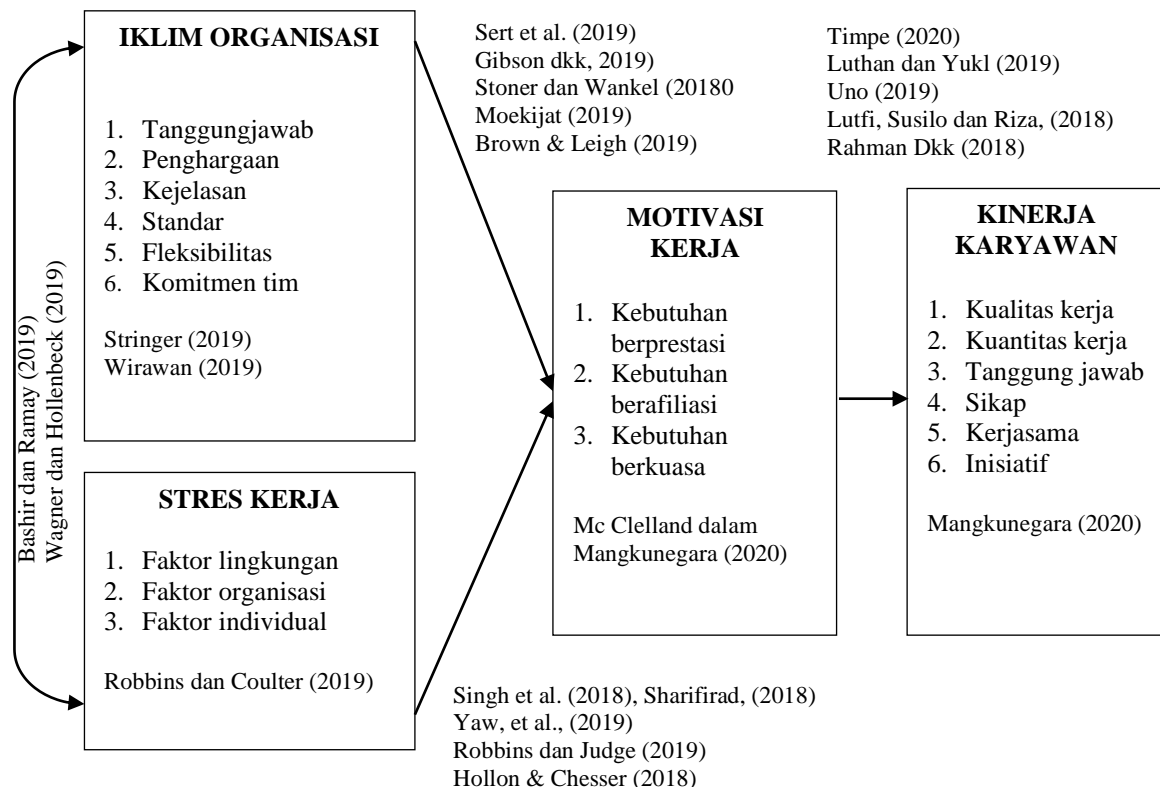 IKLIM ORGANISASI
1. Tanggungjawab
2. Penghargaan
3. Kejelasan
4. Standar
5. Fleksibilitas
6. Komitmen tim
Stringer (2019)
Wirawan (2019)
Bashir dan Ramay (2019)
Wagner dan Hollenbeck (2019)
STRES KERJA
1. Faktor lingkungan
2. Faktor organisasi
3. Faktor individual
Robbins dan Coulter (2019)
Sert et al. (2019)
Gibson dkk, 2019)
Stoner dan Wankel (20180
Moekijat (2019)
Brown & Leigh (2019)
MOTIVASI
KERJA
1. Kebutuhan
berprestasi
2. Kebutuhan
berafiliasi
3. Kebutuhan
berkuasa
Mc Clelland dalam
Mangkunegara (2020)
Singh et al. (2018), Sharifirad, (2018)
Yaw, et al., (2019)
Robbins dan Judge (2019)
Hollon & Chesser (2018)
Timpe (2020)
Luthan dan Yukl (2019)
Uno (2019)
Lutfi, Susilo dan Riza, (2018)
Rahman Dkk (2018)
KINERJA
KARYAWAN
1. Kualitas kerja
2. Kuantitas kerja
3. Tanggung jawab
4. Sikap
5. Kerjasama
6. Inisiatif
Mangkunegara (2020)